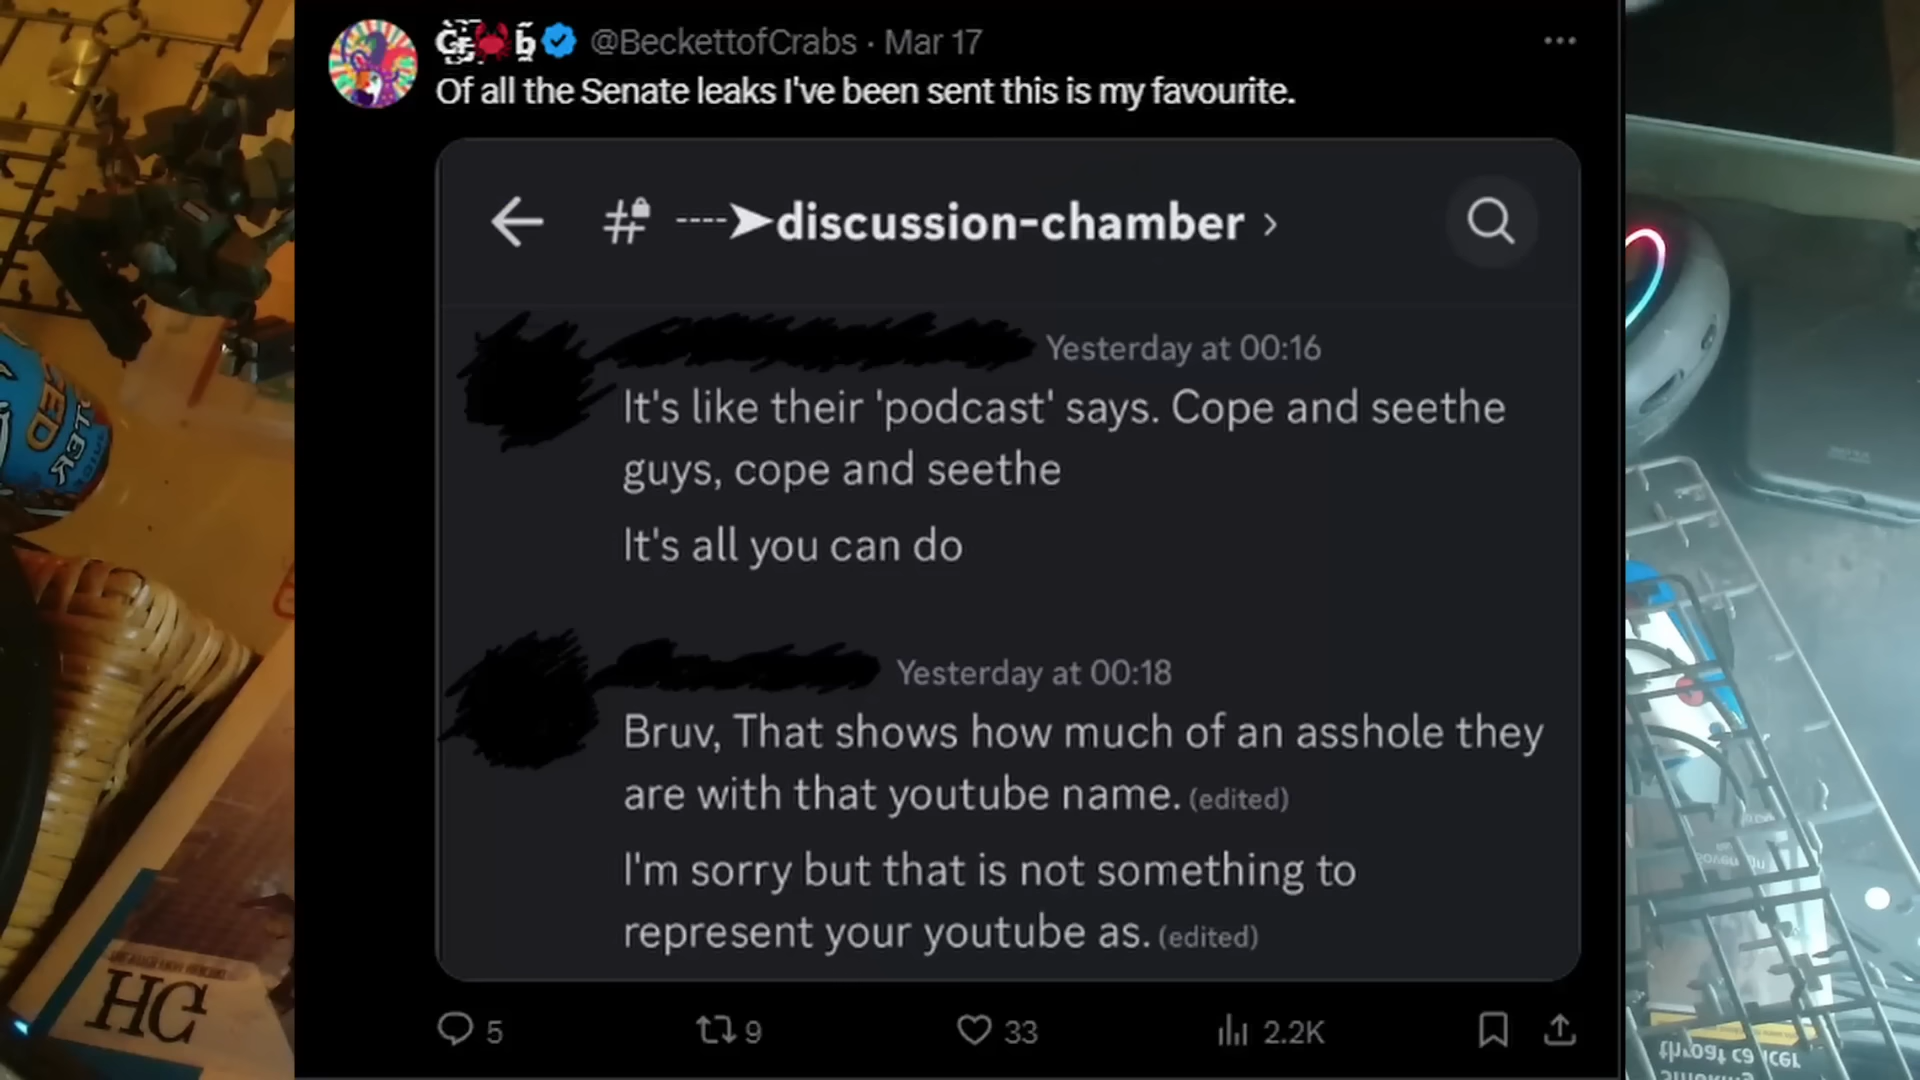 @BeckettofCrabs · Mar 17
Of all the Senate leaks I've been sent this is my favourite.
# ----➤discussion-chamber ›
Yesterday at 00:16
It's like their 'podcast' says. Cope and seethe
guys, cope and seethe
It's all you can do
Yesterday at 00:18
Bruv, That shows how much of an asshole they
are with that youtube name. (edited)
I'm sorry but that is not something to
represent your youtube as. (edited)
5 9 33 2.2K
HG
throat cancer